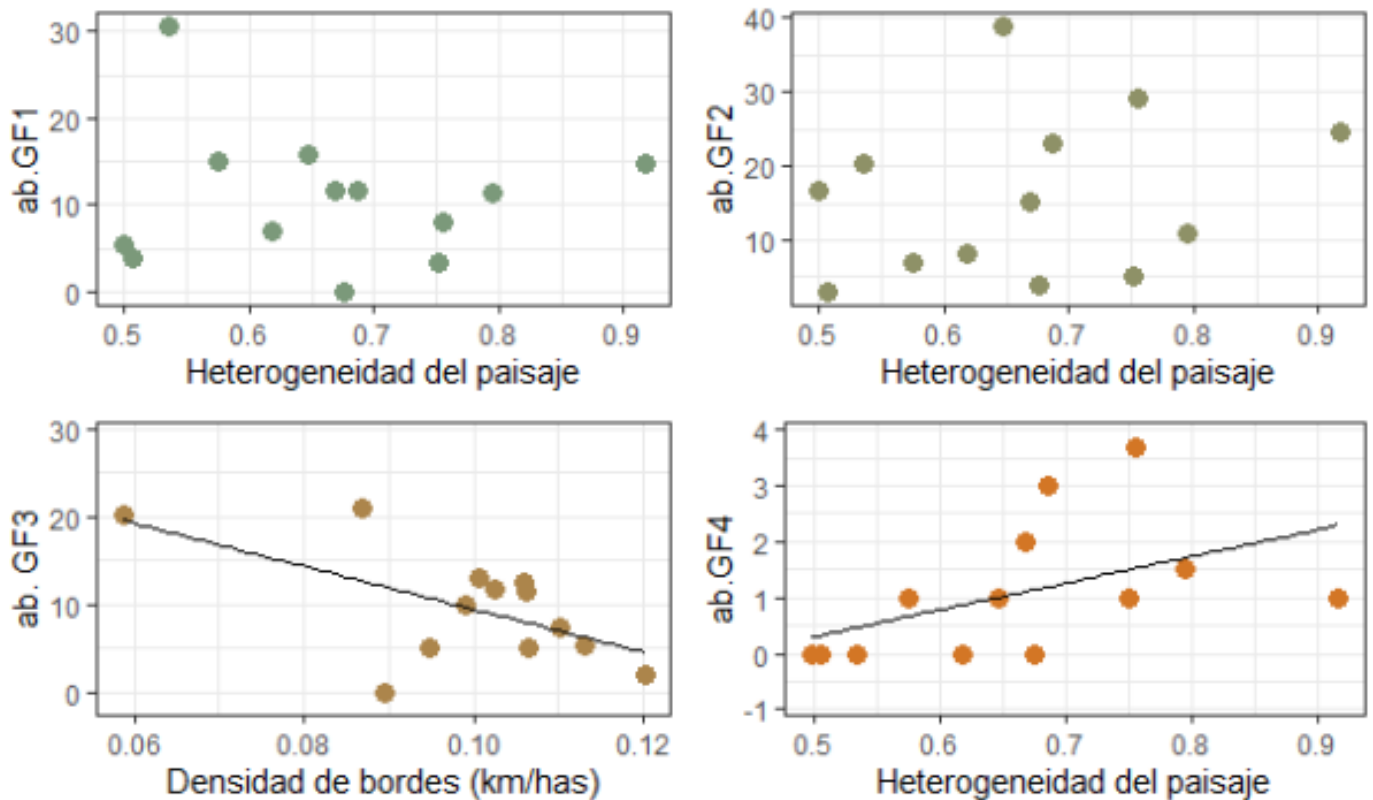 30
20
10
0
ab.GF1
0.5 0.6 0.7 0.8 0.9
Heterogeneidad del paisaje
40
30
20
10
ab.GF2
0.5 0.6 0.7 0.8 0.9
Heterogeneidad del paisaje
30
20
10
0
ab. GF3
0.06 0.08 0.10 0.12
Densidad de bordes (km/has)
4
3
2
1
0
-1
ab.GF4
0.5 0.6 0.7 0.8 0.9
Heterogeneidad del paisaje